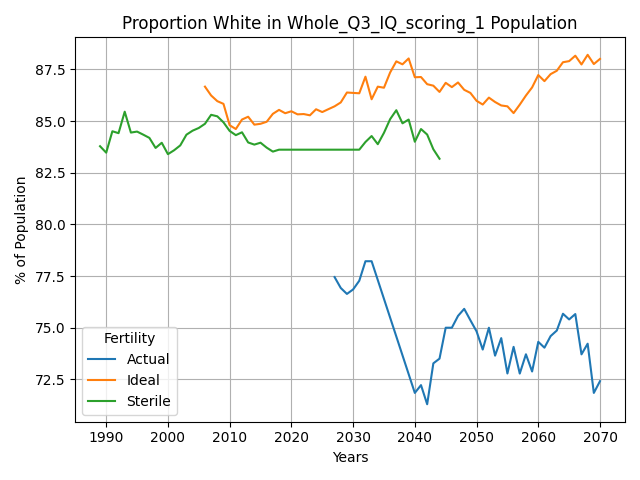 Proportion White in Whole_Q3_IQ_scoring_1 Population
% of Population
87.5
85.0
82.5
80.0
77.5
75.0
72.5
Fertility
Actual
Ideal
Sterile
1990 2000 2010 2020 2030 2040 2050 2060 2070
Years